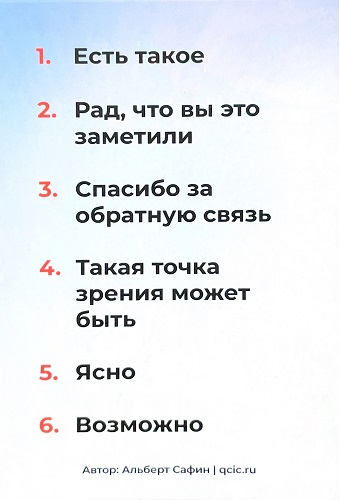 1. Есть такое
2. Рад, что вы это
заметили
3. Спасибо за
обратную связь
4. Такая точка
зрения может
быть
5. Ясно
6. Возможно
Автор: Альберт Сафин | qcic.ru